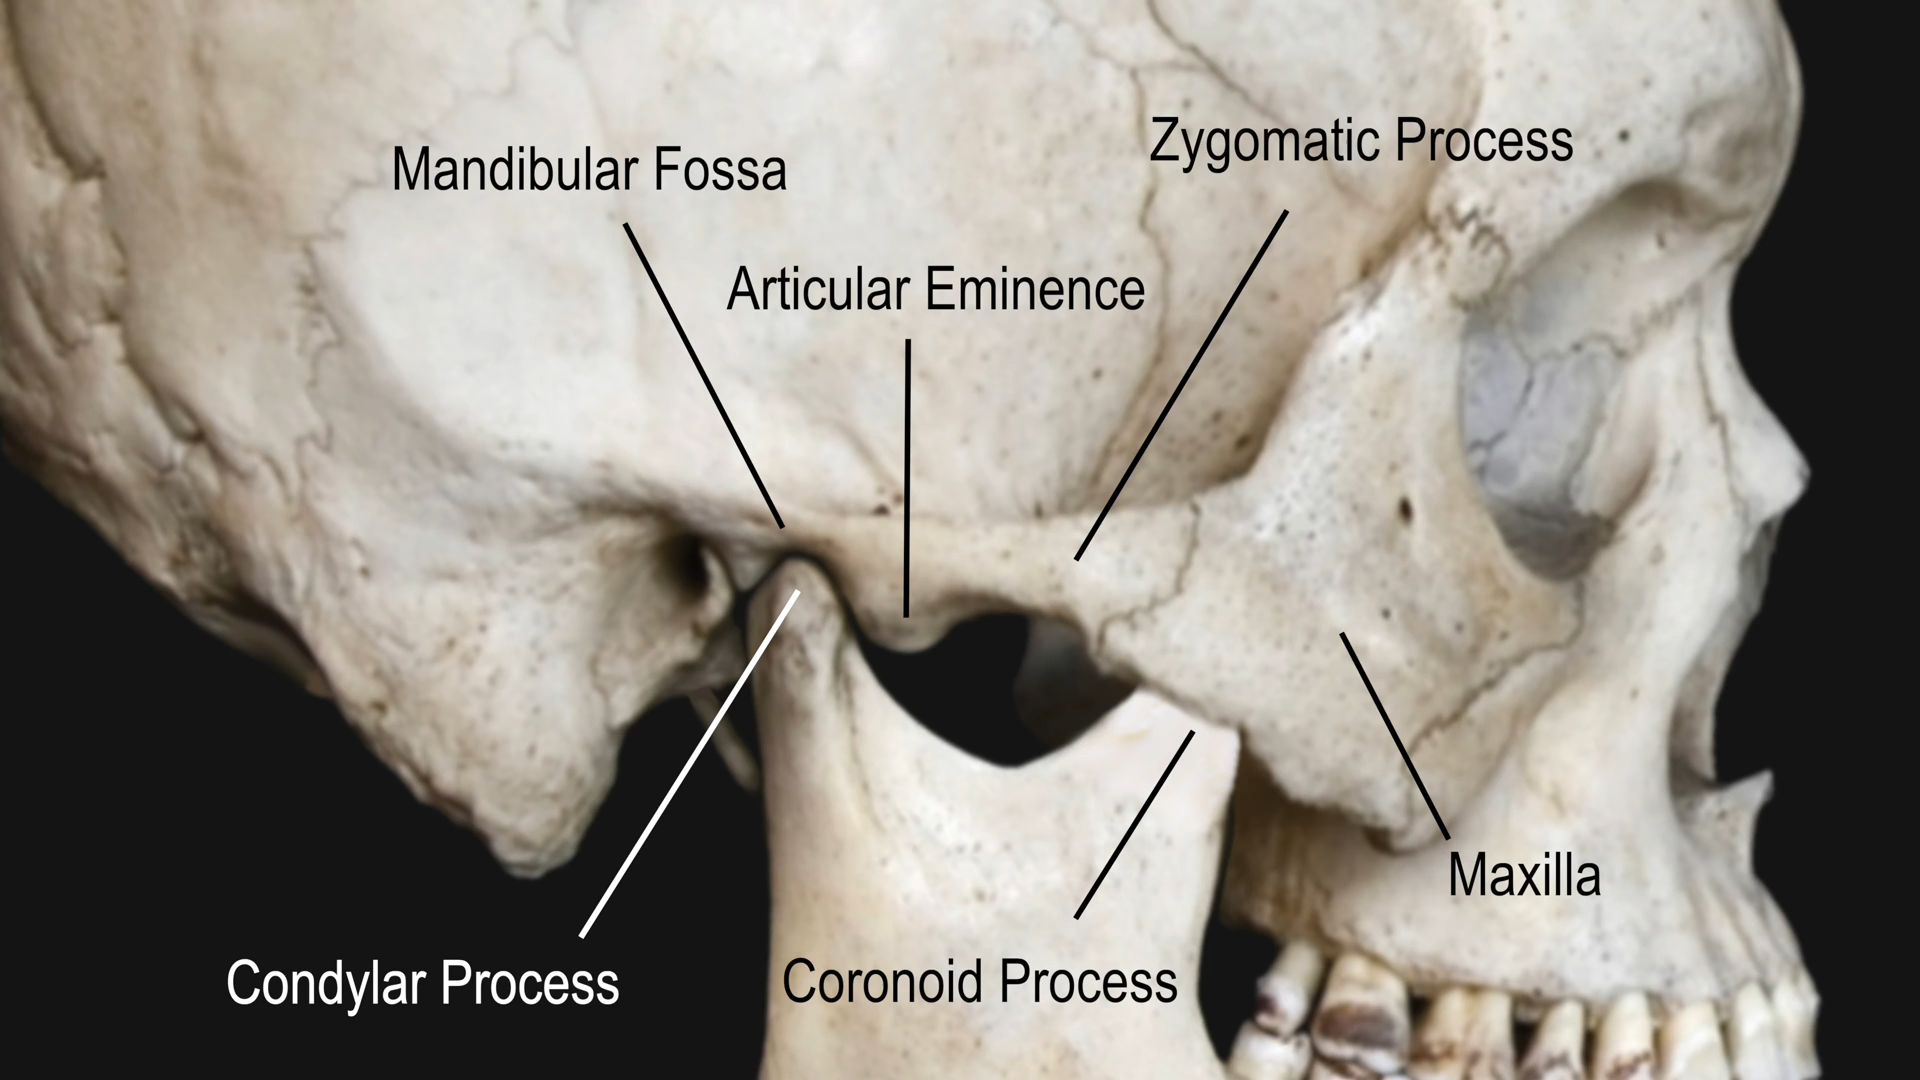 Zygomatic Process
Mandibular Fossa
Articular Eminence
Maxilla
Condylar Process
Coronoid Process